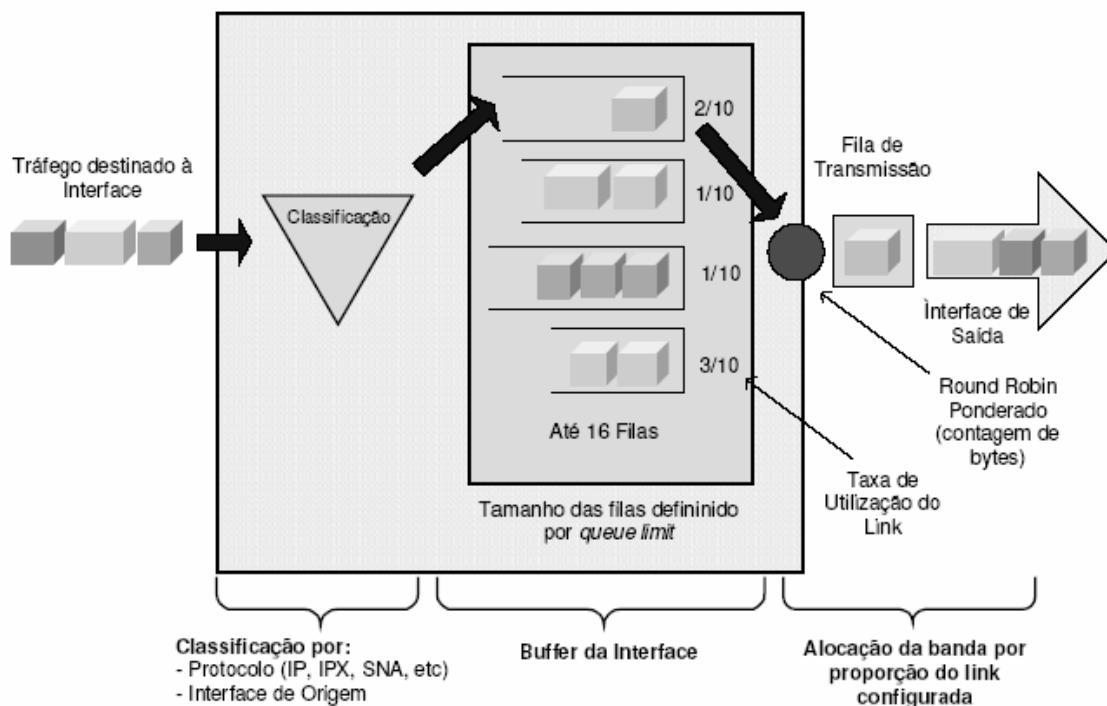 Tráfego destinado à
Interface
Classificação
2/10
1/10
1/10
3/10
Até 16 Filas
Tamanho das filas defininido
por queue limit
Fila de
Transmissão
Ìnterface de
Saída
Round Robin
Ponderado
(contagem de
bytes)
Taxa de
Utilização do
Link
Classificação por:
- Protocolo (IP, IPX, SNA, etc)
- Interface de Origem
Buffer da Interface
Alocação da banda por
proporção do link
configurada